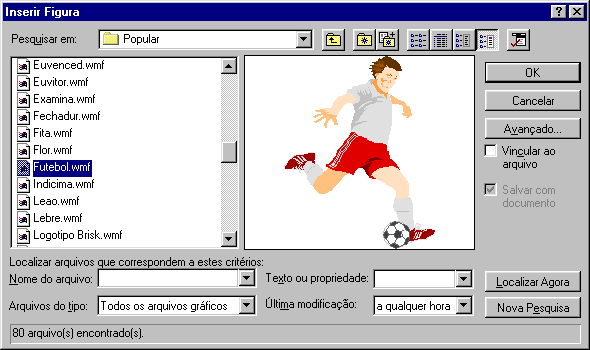 Inserir Figura
Pesquisar em: Popular
Euvenced.wmf
Euvitor.wmf
Examina.wmf
Fechadur.wmf
Fita.wmf
Flor.wmf
Futebol.wmf
Indicima.wmf
Leao.wmf
Lebre.wmf
Logotipo Brisk.wmf
OK
Cancelar
Avançado...
Vincular ao
arquivo
Salvar com
documento
Localizar arquivos que correspondem a estes critérios:
Nome do arquivo: Texto ou propriedade: Localizar Agora
Arquivos do tipo: Todos os arquivos gráficos Última modificação: a qualquer hora Nova Pesquisa
80 arquivo(s) encontrado(s).